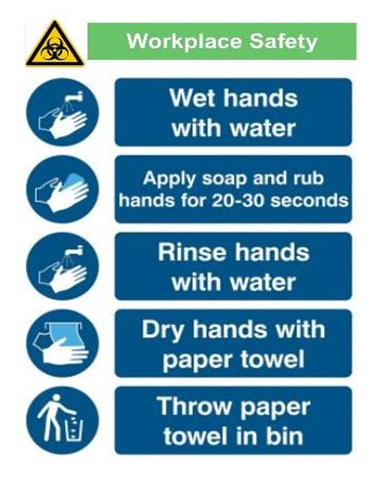 Workplace Safety
Wet hands
with water
Apply soap and rub
hands for 20-30 seconds
Rinse hands
with water
Dry hands with
paper towel
Throw paper
towel in bin